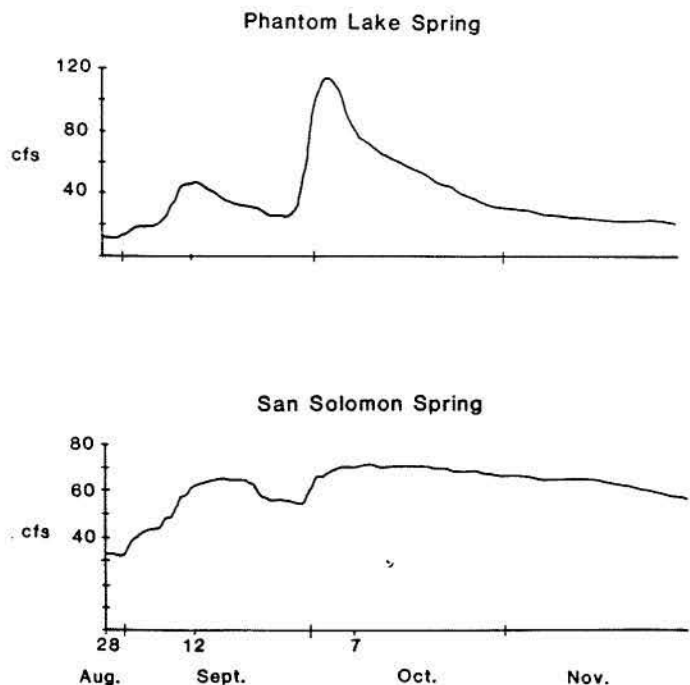 Phantom Lake Spring
120
80
cfs
40
San Solomon Spring
80
60
cfs
40
28 12 7
Aug. Sept. Oct. Nov.